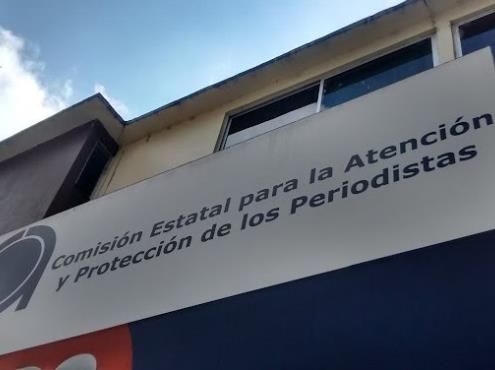 Comisión Estatal para la Atención
y Protección de los Periodistas